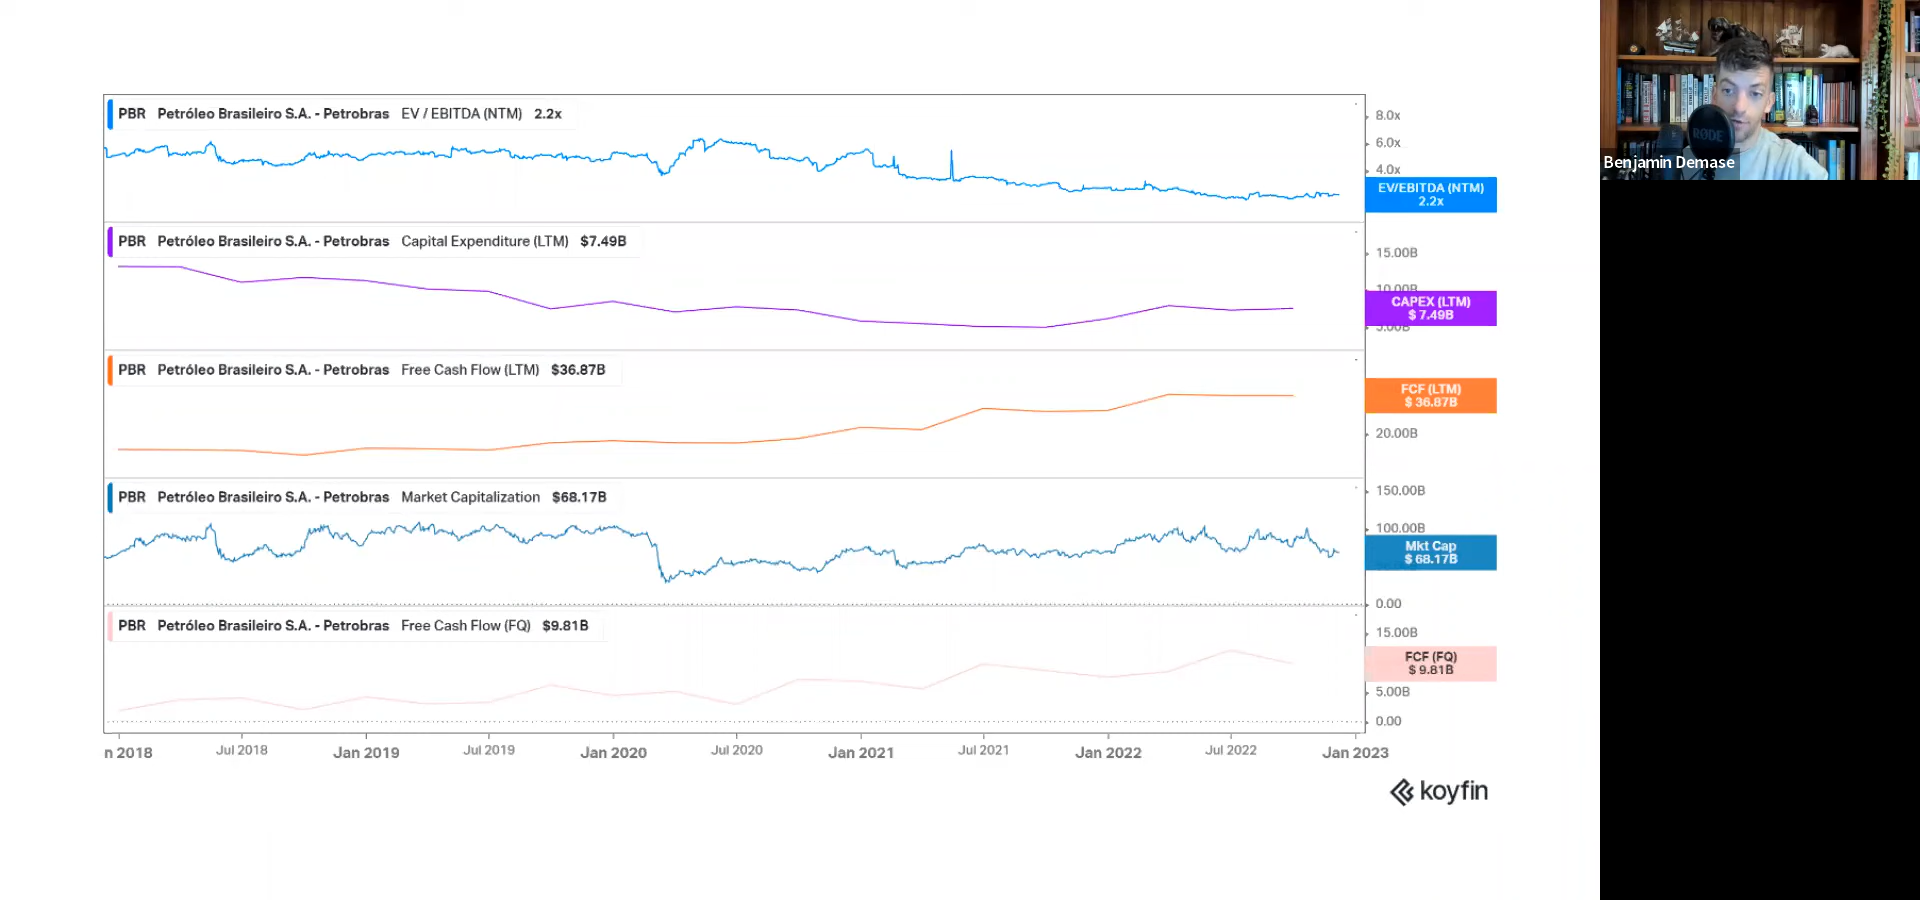 PBR Petróleo Brasileiro S.A. - Petrobras EV / EBITDA (NTM) 2.2x
8.0x
6.0x
4.0x
EV/EBITDA (NTM)
2.2x
PBR Petróleo Brasileiro S.A. - Petrobras Capital Expenditure (LTM) $7.49B
15.00B
10.00B
CAPEX (LTM)
$ 7.49B
5.00B
PBR Petróleo Brasileiro S.A. - Petrobras Free Cash Flow (LTM) $36.87B
FCF (LTM)
$ 36.87B
20.00B
PBR Petróleo Brasileiro S.A. - Petrobras Market Capitalization $68.17B
150.00B
100.00B
Mkt Cap
$ 68.17B
0.00
PBR Petróleo Brasileiro S.A. - Petrobras Free Cash Flow (FQ) $9.81B
15.00B
FCF (FQ)
$ 9.81B
5.00B
0.00
n 2018 Jul 2018 Jan 2019 Jul 2019 Jan 2020 Jul 2020 Jan 2021 Jul 2021 Jan 2022 Jul 2022 Jan 2023
koyfin
RØDE
Benjamin Demase